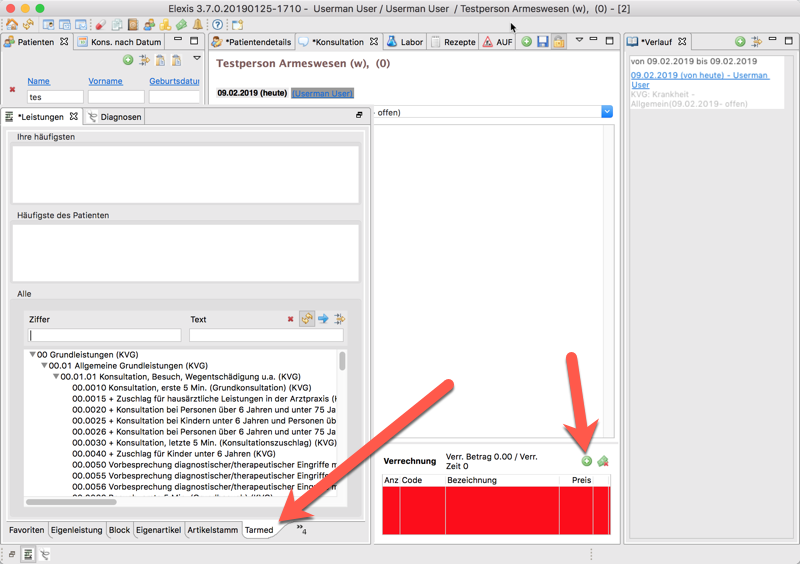 Elexis 3.7.0.20190125-1710 - Userman User / Userman User / Testperson Armeswesen (w), (0) - [2]
Patienten
Kons. nach Datum
*Patientendetails
*Konsultation
Labor
Rezepte
AUF
*Verlauf
Name
Vorname
Geburtsdatu
tes
Testperson Armeswesen (w), (0)
09.02.2019 (heute)
(Userman User)
von 09.02.2019 bis 09.02.2019
09.02.2019 (von heute) - Userman
User
KVG: Krankheit -
Allgemein(09.02.2019- offen)
*Leistungen
Diagnosen
offen)
Ihre häufigsten
Häufigste des Patienten
Alle
Ziffer
Text
00 Grundleistungen (KVG)
00.01 Allgemeine Grundleistungen (KVG)
00.01.01 Konsultation, Besuch, Wegentschädigung u.a. (KVG)
00.0010 Konsultation, erste 5 Min. (Grundkonsultation) (KVG)
00.0015 + Zuschlag für hausärztliche Leistungen in der Arztpraxis (
00.0020 + Konsultation bei Personen über 6 Jahren und unter 75 Ja
00.0025 + Konsultation bei Kindern unter 6 Jahren und Personen üb
00.0026 + Konsultation bei Personen über 6 Jahren und unter 75
00.0030 + Konsultation, letzte 5 Min. (Konsultationszuschlag) (KVG)
00.0040 + Zuschlag für Kinder unter 6 Jahren (KVG)
00.0050 Vorbesprechung diagnostischer/therapeutischer Eingriffe m
00.0055 Vorbesprechung diagnostischer/therapeutischer Eingriffe
00.0056 Vorbesprechung diagnostischer/therapeutischer Eingriffe m
Verrechnung
Verr. Betrag 0.00 / Verr.
Zeit 0
Anz
Code
Bezeichnung
Preis
Favoriten
Eigenleistung
Block
Eigenartikel
Artikelstamm
Tarmed
4